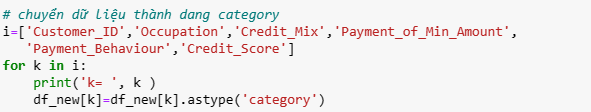 # chuyển dữ liệu thành dang category
i=['Customer_ID','Occupation','Credit_Mix','Payment_of_Min_Amount',
   'Payment_Behaviour','Credit_Score']
for k in i:
    print('k= ', k )
    df_new[k]=df_new[k].astype('category')